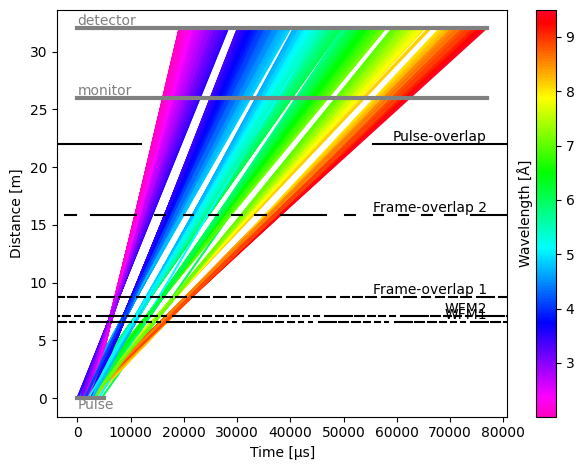 detector
monitor
Pulse-overlap
Frame-overlap 2
Frame-overlap 1
WFM2
WFM1
Pulse
Distance [m]
0
5
10
15
20
25
30
0
10000
20000
30000
40000
50000
60000
70000
80000
Time [μs]
Wavelength [Å]
9
8
7
6
5
4
3